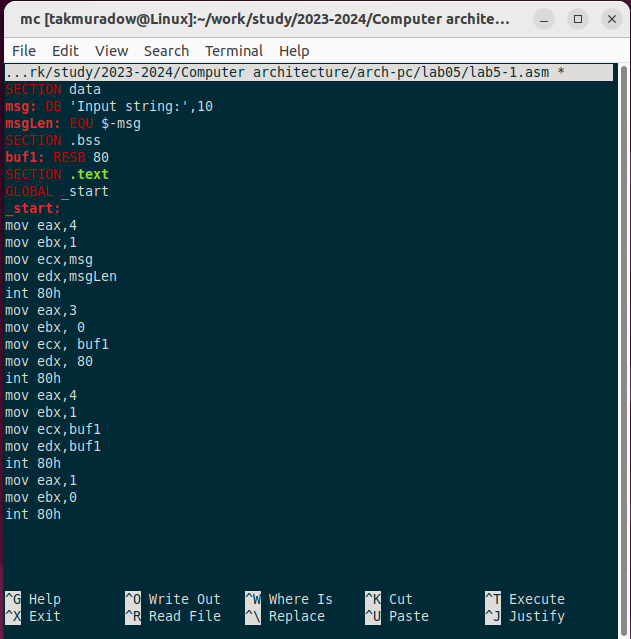 mc [takmuradow@Linux]:~/work/study/2023-2024/Computer archite...
File Edit View Search Terminal Help
...rk/study/2023-2024/Computer architecture/arch-pc/lab05/lab5-1.asm *
SECTION data
msg: DB 'Input string:',10
msgLen: EQU $-msg
SECTION .bss
buf1: RESB 80
SECTION .text
GLOBAL _start
_start:
mov eax,4
mov ebx,1
mov ecx,msg
mov edx,msgLen
int 80h
mov eax,3
mov ebx, 0
mov ecx, buf1
mov edx, 80
int 80h
mov eax,4
mov ebx,1
mov ecx,buf1
mov edx,buf1
int 80h
mov eax,1
mov ebx,0
int 80h
^G Help ^O Write Out ^W Where Is ^K Cut ^T Execute
^X Exit ^R Read File ^\ Replace ^U Paste ^J Justify